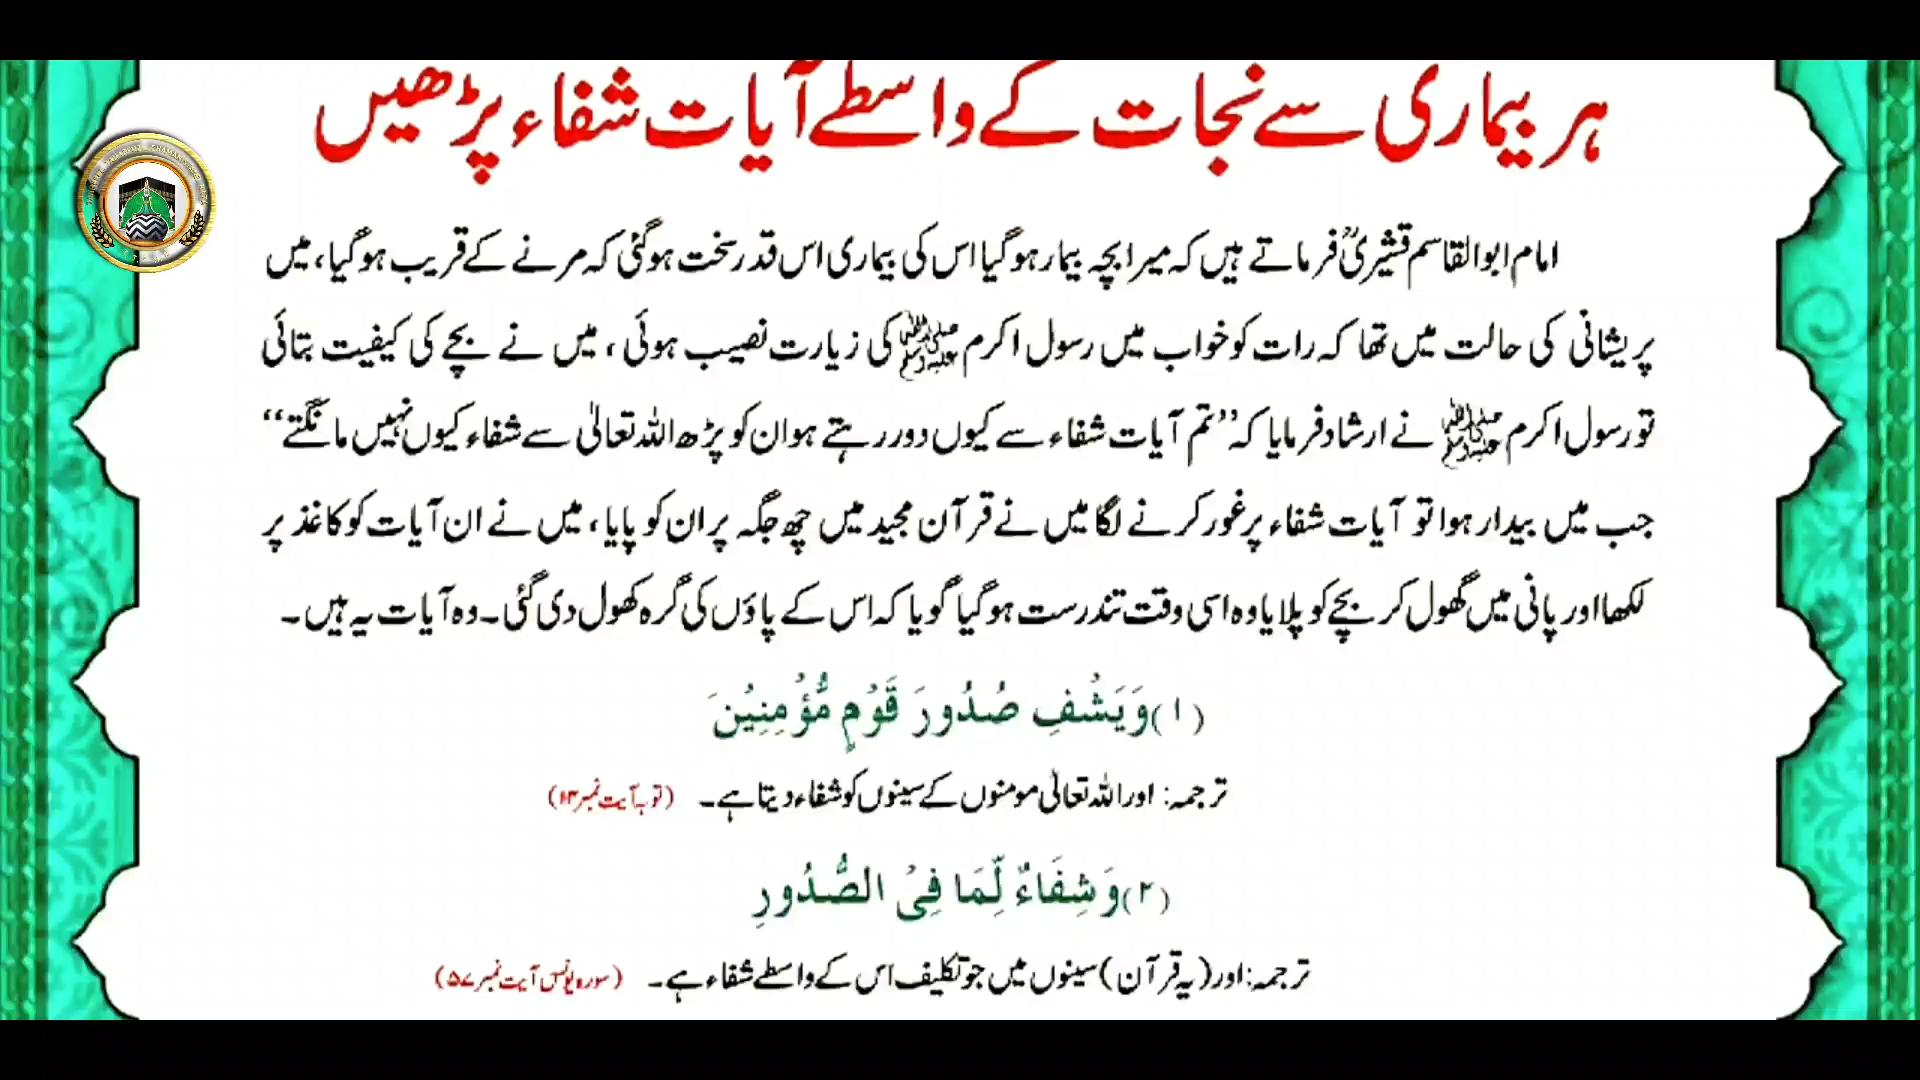 ہر بیماری سے نجات کے واسطے آیات شفاء پڑھیں
امام ابوالقاسم قشیریؒ فرماتے ہیں کہ میرا بچہ بیمار ہوگیا اس کی بیماری اس قدر سخت ہوگئی کہ مرنے کے قریب ہوگیا، میں
پریشانی کی حالت میں تھا کہ رات کو خواب میں رسول اکرم ﷺ کی زیارت نصیب ہوئی، میں نے بچے کی کیفیت بتائی
تو رسول اکرم ﷺ نے ارشاد فرمایا کہ ”تم آیات شفاء سے کیوں دور رہتے ہو ان کو پڑھ اللہ تعالیٰ سے شفاء کیوں نہیں مانگتے“
جب میں بیدار ہوا تو آیات شفاء پر غور کرنے لگا میں نے قرآن مجید میں چھ جگہ پر ان کو پایا، میں نے ان آیات کو کاغذ پر
لکھا اور پانی میں گھول کر بچے کو پلایا وہ اسی وقت تندرست ہوگیا گویا کہ اس کے پاؤں کی گرہ کھول دی گئی۔ وہ آیات یہ ہیں۔
(۱) وَيَشْفِ صُدُورَ قَوْمٍ مُّؤْمِنِيْنَ
ترجمہ: اور اللہ تعالیٰ مومنوں کے سینوں کو شفاء دیتا ہے۔ (توبہ آیت نمبر ۱۴)
(۲) وَشِفَاءٌ لِّمَا فِيْ الصُّدُورِ
ترجمہ: اور (یہ قرآن) سینوں میں جو تکلیف اس کے واسطے شفاء ہے۔ (سورہ یونس آیت نمبر ۵۷)